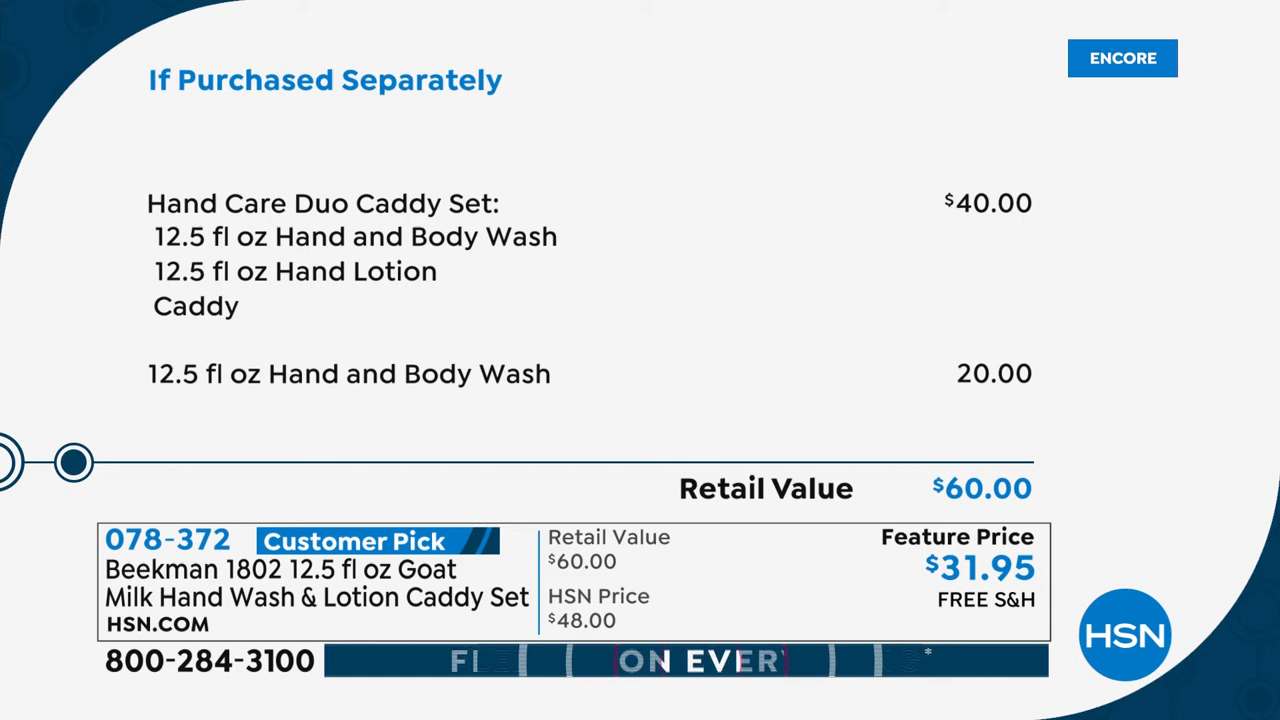 ENCORE
If Purchased Separately
Hand Care Duo Caddy Set: $40.00
12.5 fl oz Hand and Body Wash
12.5 fl oz Hand Lotion
Caddy
12.5 fl oz Hand and Body Wash 20.00
Retail Value $60.00
078-372 Customer Pick
Beekman 1802 12.5 fl oz Goat
Milk Hand Wash & Lotion Caddy Set
HSN.COM
Retail Value
$60.00
HSN Price
$48.00
Feature Price
$31.95
FREE S&H
HSN
800-284-3100
ON